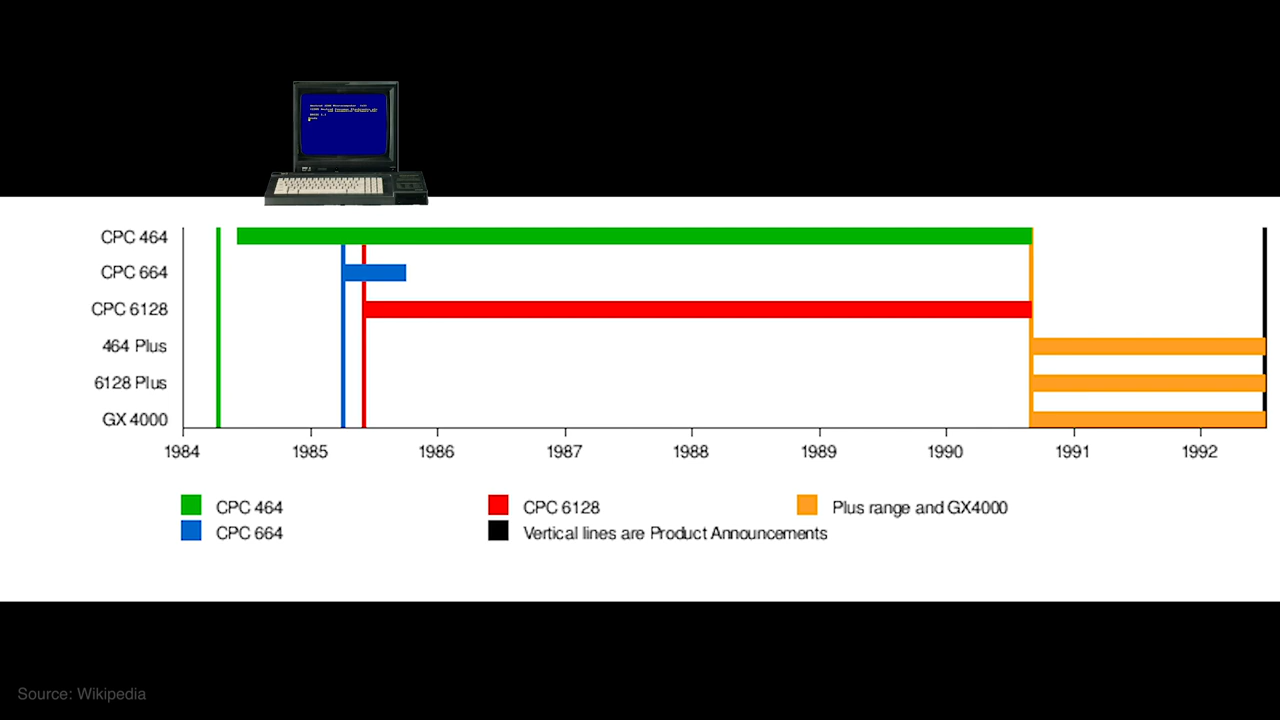 CPC 464
CPC 664
CPC 6128
464 Plus
6128 Plus
GX 4000
1984 1985 1986 1987 1988 1989 1990 1991 1992
CPC 464 CPC 6128 Plus range and GX4000
CPC 664 Vertical lines are Product Announcements
Source: Wikipedia